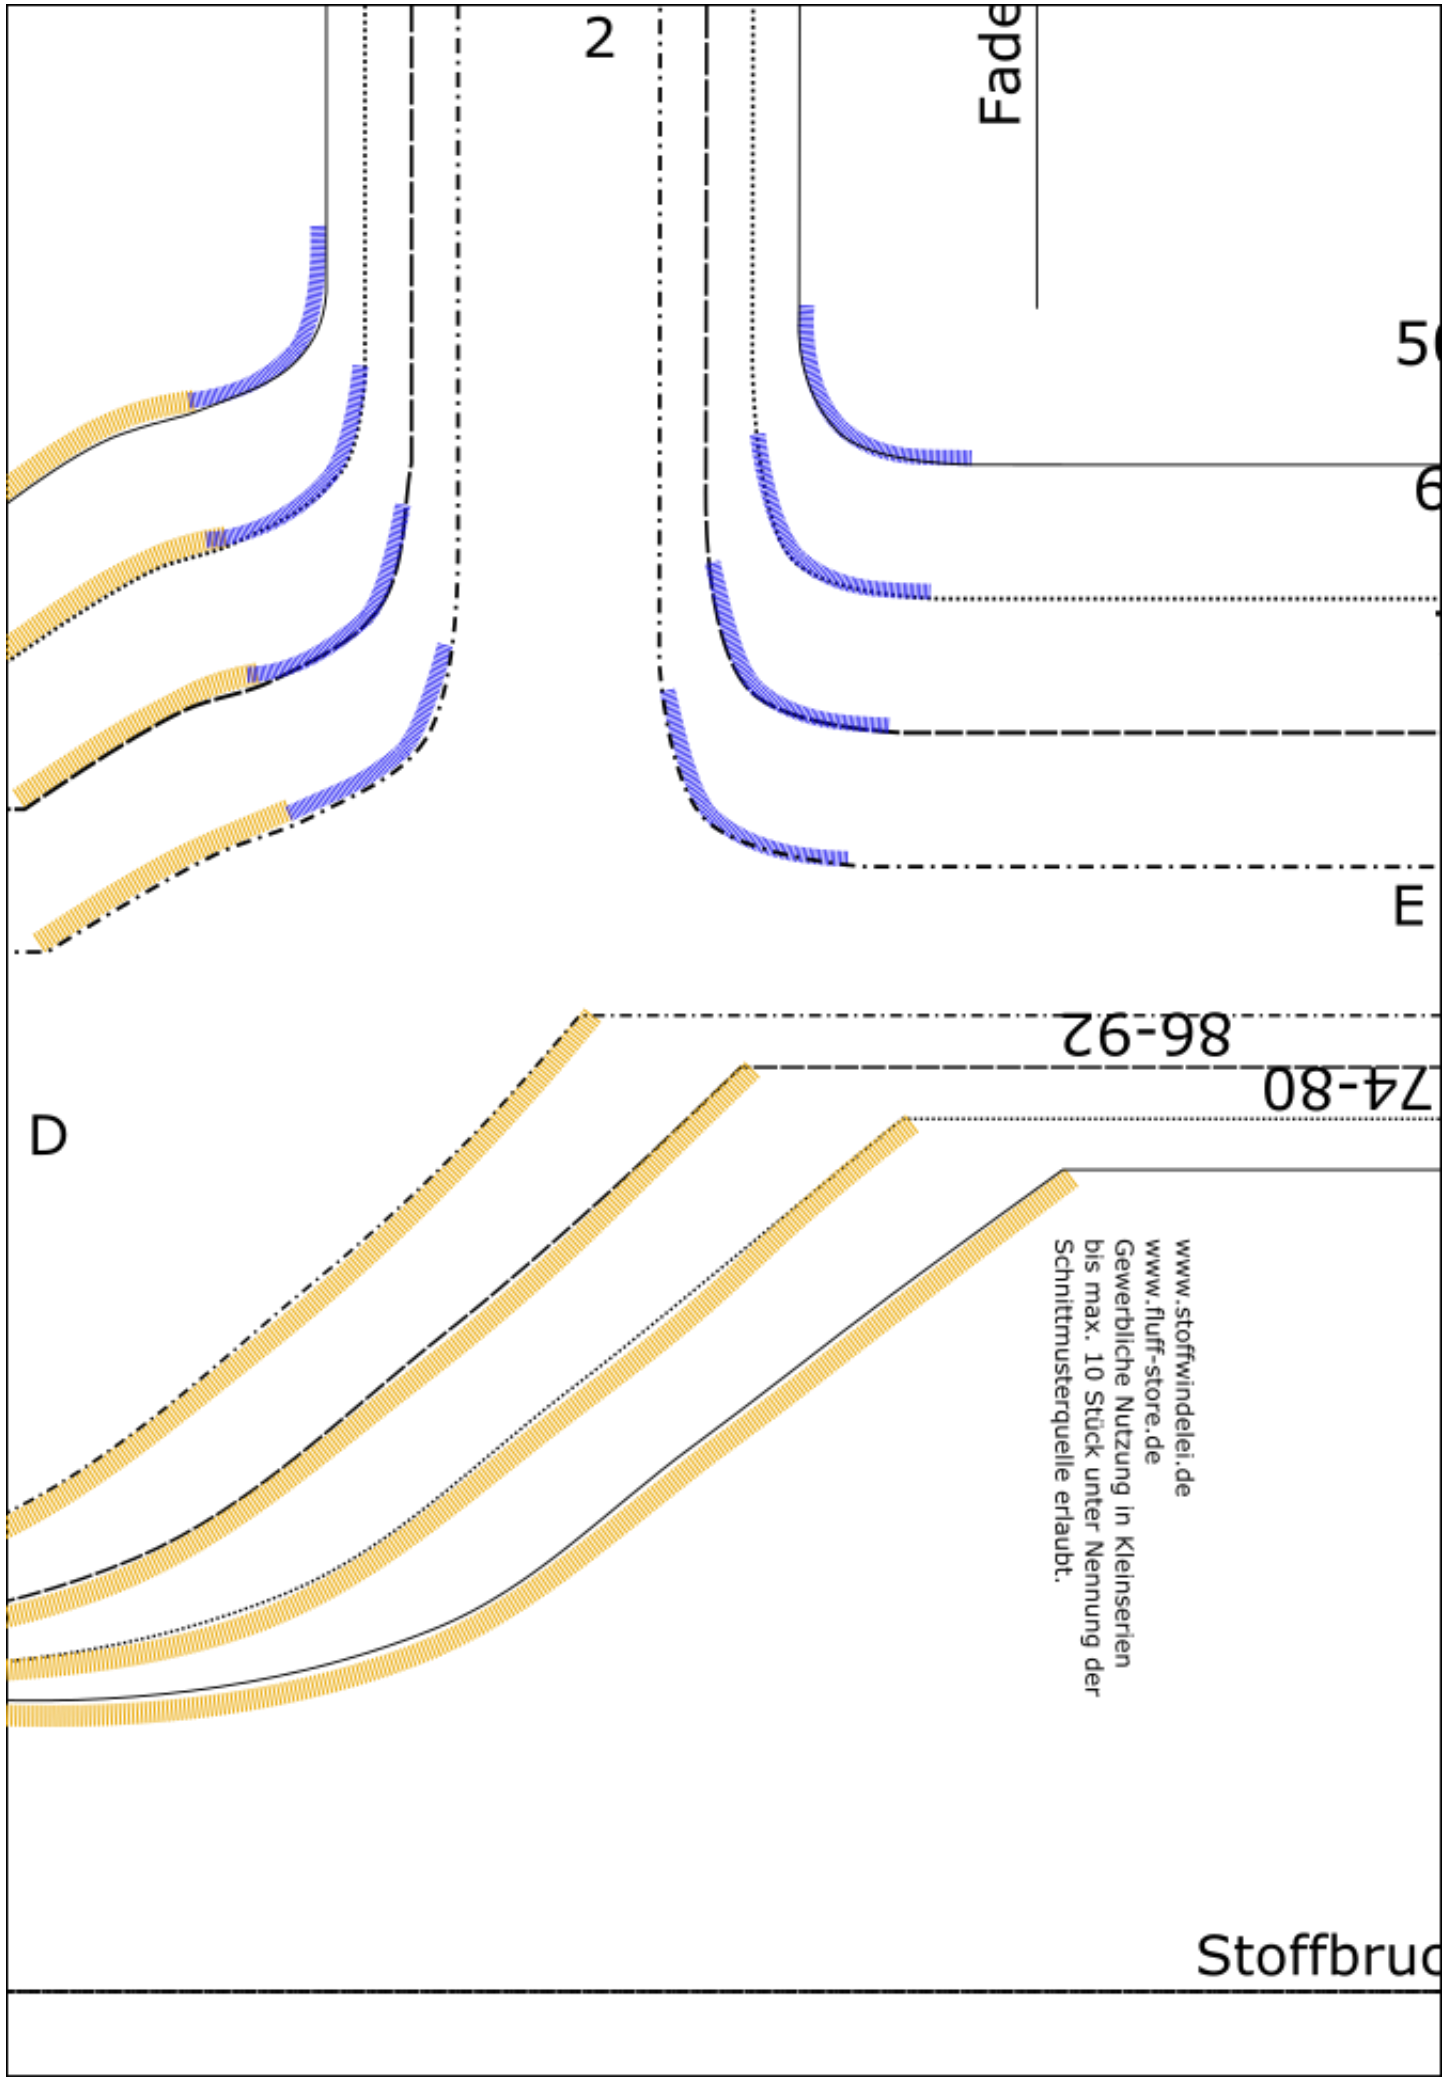 2
Fade
50
6
E
86-92
74-80
D
www.stoffwindelei.de
www.fluff-store.de
Gewerbliche Nutzung in Kleinserien
bis max. 10 Stück unter Nennung der
Schnittmusterquelle erlaubt.
Stoffbruc